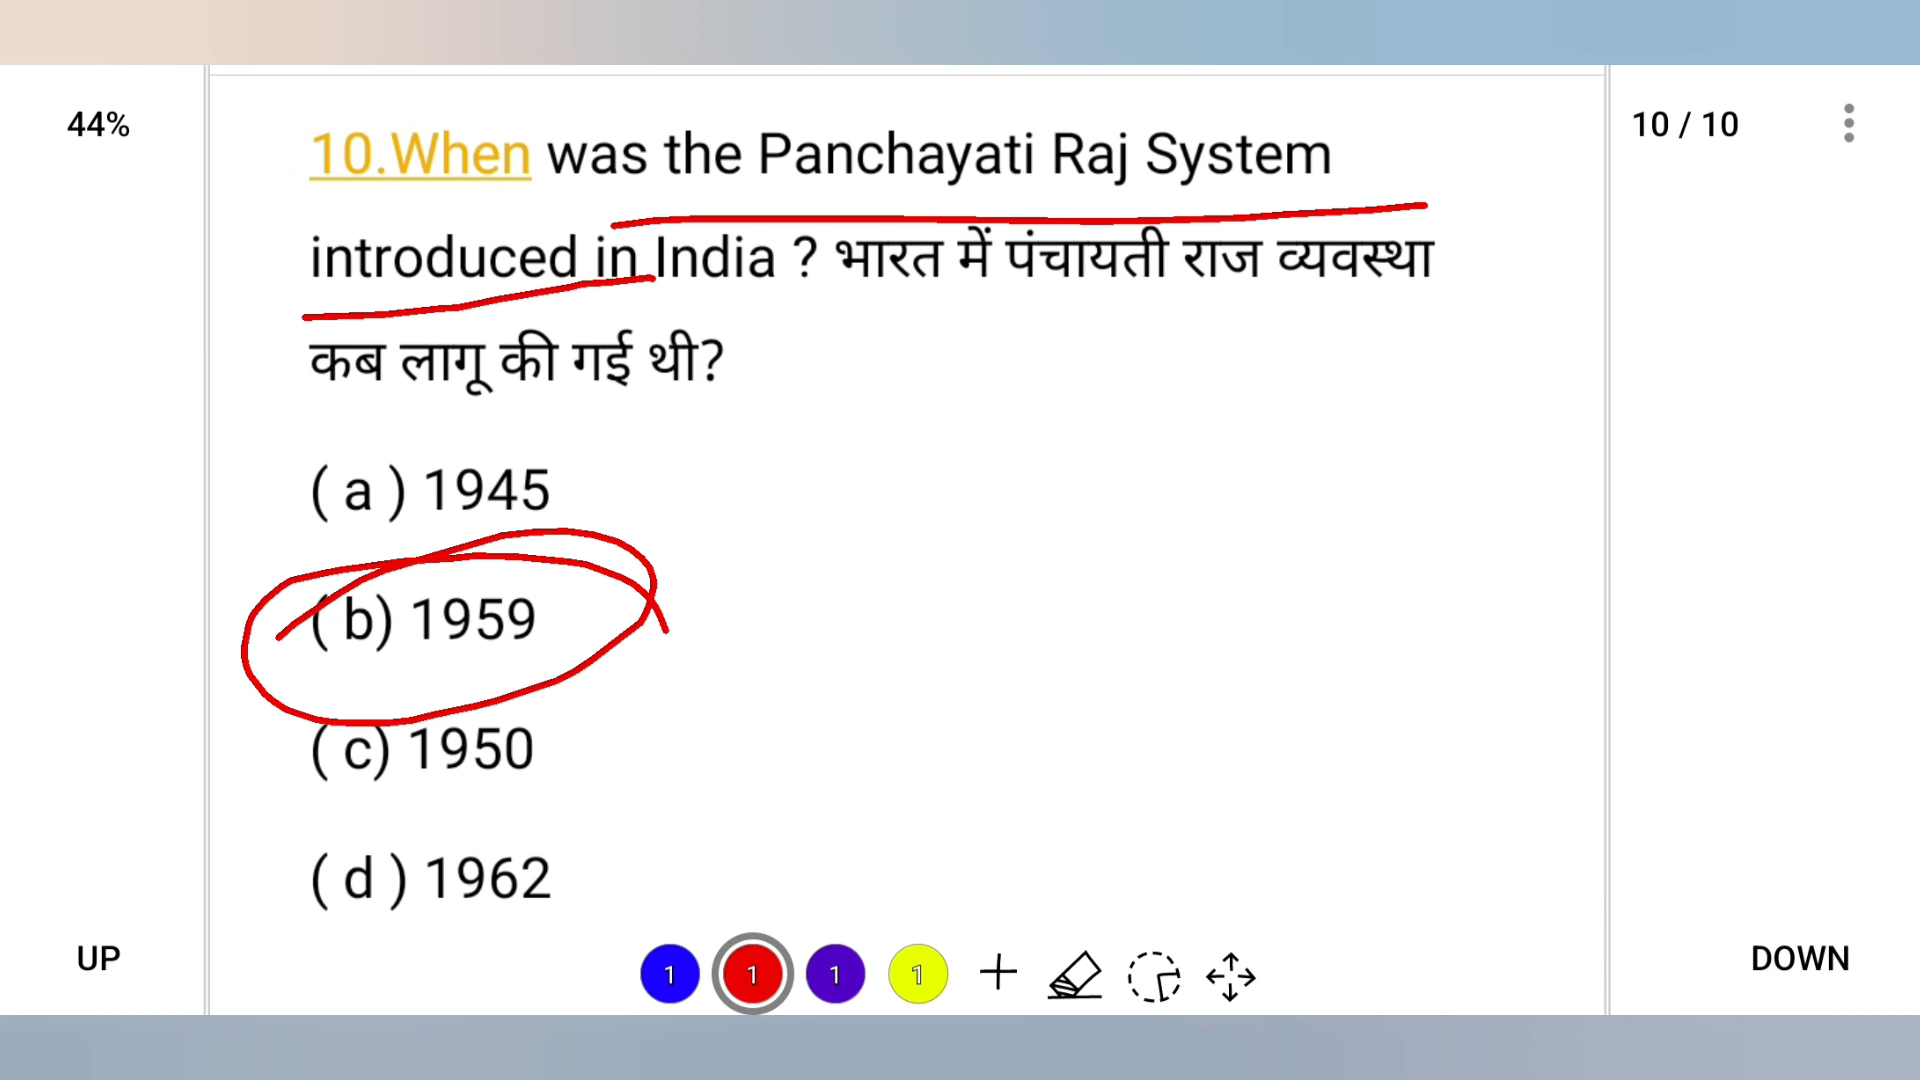 44%
10 / 10
10.When was the Panchayati Raj System
introduced in India ? भारत में पंचायती राज व्यवस्था
कब लागू की गई थी?
( a ) 1945
( b) 1959
( c) 1950
( d ) 1962
UP
DOWN
1 1 1 1